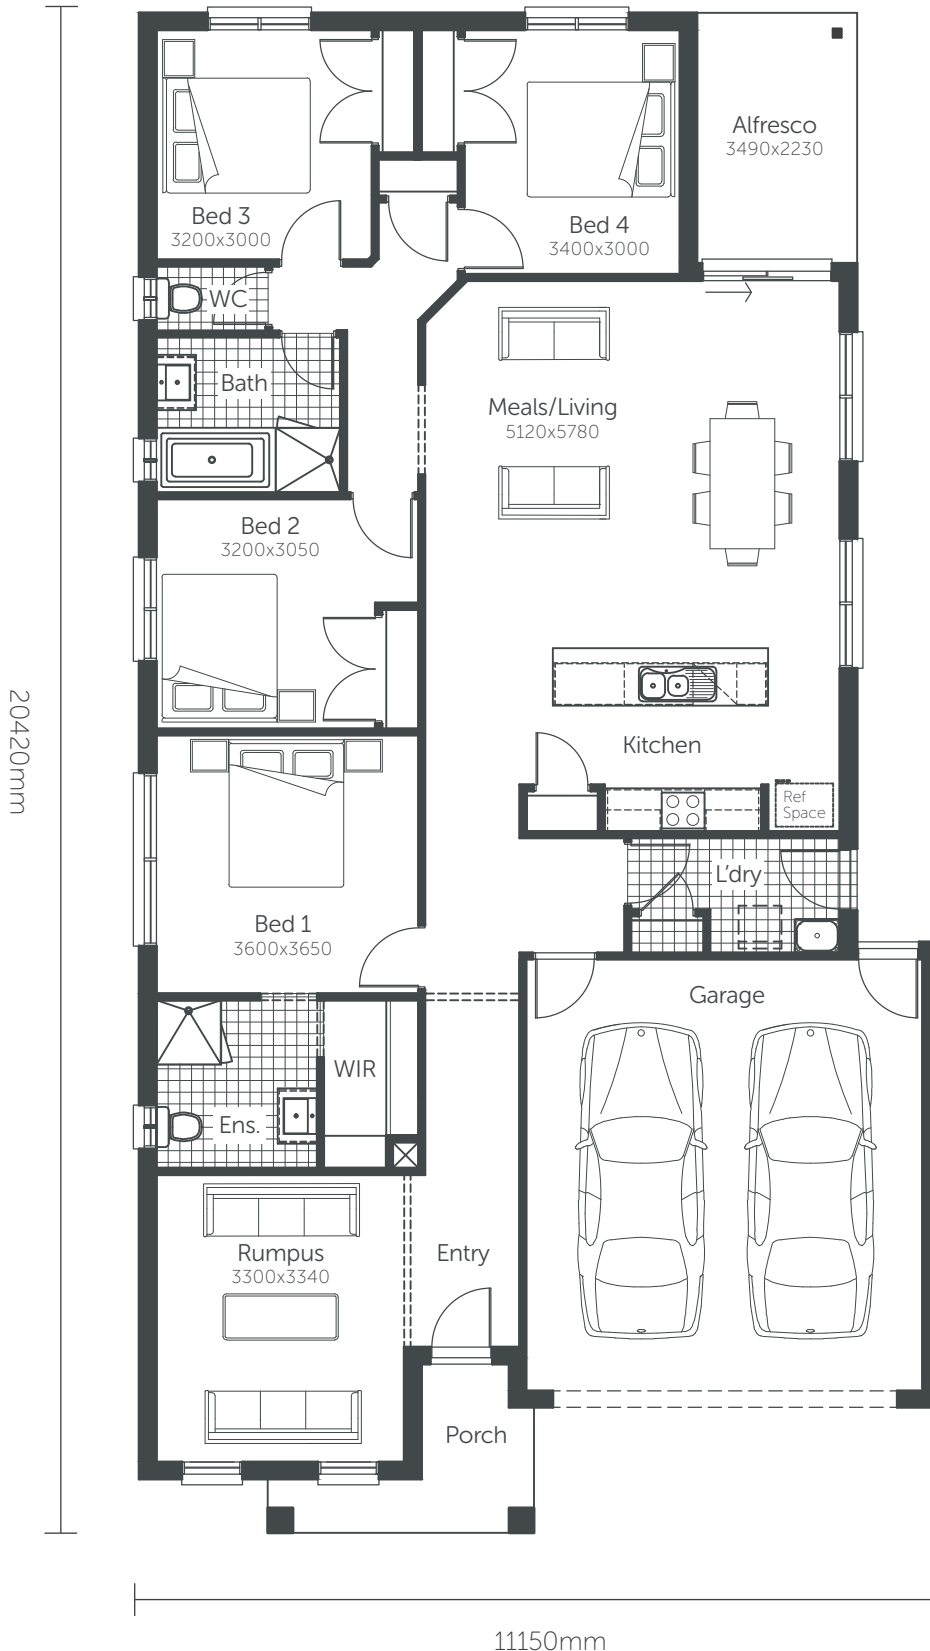 Alfresco
3490x2230
Bed 3
3200x3000
Bed 4
3400x3000
WC
Bath
Meals/Living
5120x5780
Bed 2
3200x3050
20420mm
Kitchen
Ref
Space
L'dry
Bed 1
3600x3650
Garage
WIR
Ens.
Rumpus
3300x3340
Entry
Porch
11150mm